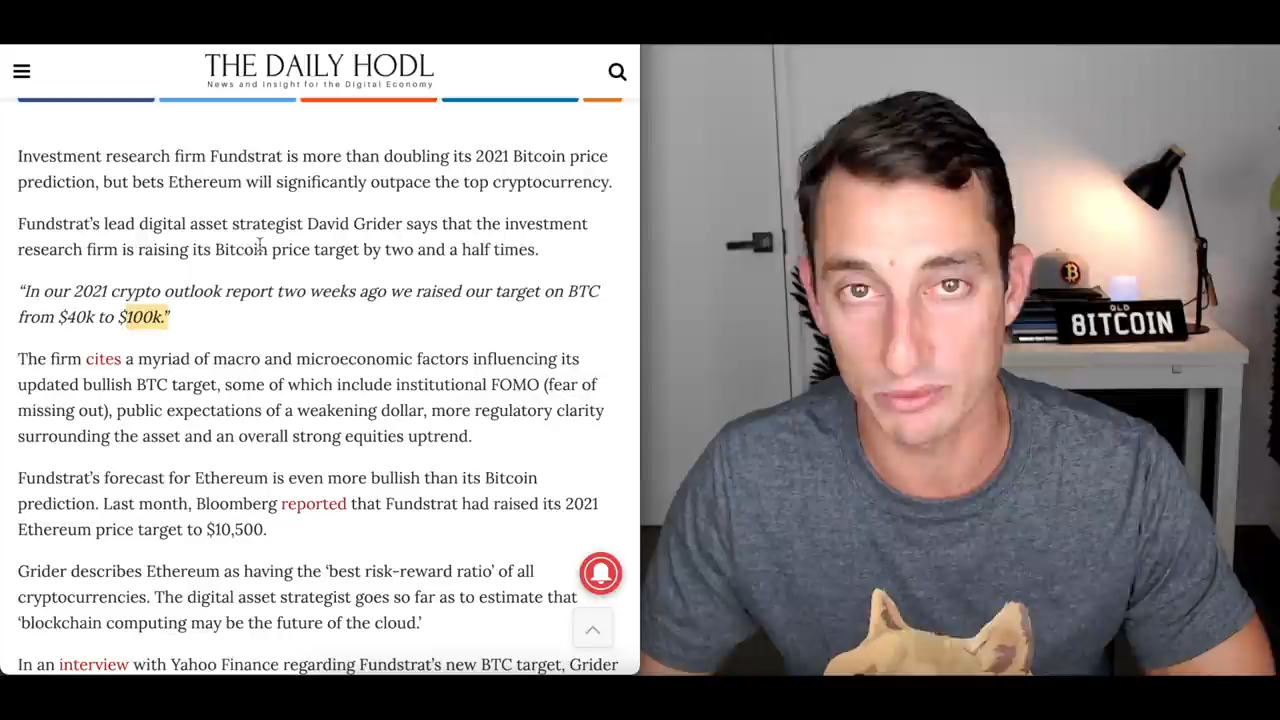 THE DAILY HODL
News and Insight for the Digital Economy
Investment research firm Fundstrat is more than doubling its 2021 Bitcoin price
prediction, but bets Ethereum will significantly outpace the top cryptocurrency.
Fundstrat’s lead digital asset strategist David Grider says that the investment
research firm is raising its Bitcoin price target by two and a half times.
“In our 2021 crypto outlook report two weeks ago we raised our target on BTC
from $40k to $100k.”
The firm cites a myriad of macro and microeconomic factors influencing its
updated bullish BTC target, some of which include institutional FOMO (fear of
missing out), public expectations of a weakening dollar, more regulatory clarity
surrounding the asset and an overall strong equities uptrend.
Fundstrat’s forecast for Ethereum is even more bullish than its Bitcoin
prediction. Last month, Bloomberg reported that Fundstrat had raised its 2021
Ethereum price target to $10,500.
Grider describes Ethereum as having the ‘best risk-reward ratio’ of all
cryptocurrencies. The digital asset strategist goes so far as to estimate that
‘blockchain computing may be the future of the cloud.’
In an interview with Yahoo Finance regarding Fundstrat’s new BTC target, Grider
QLD
8ITCOIN